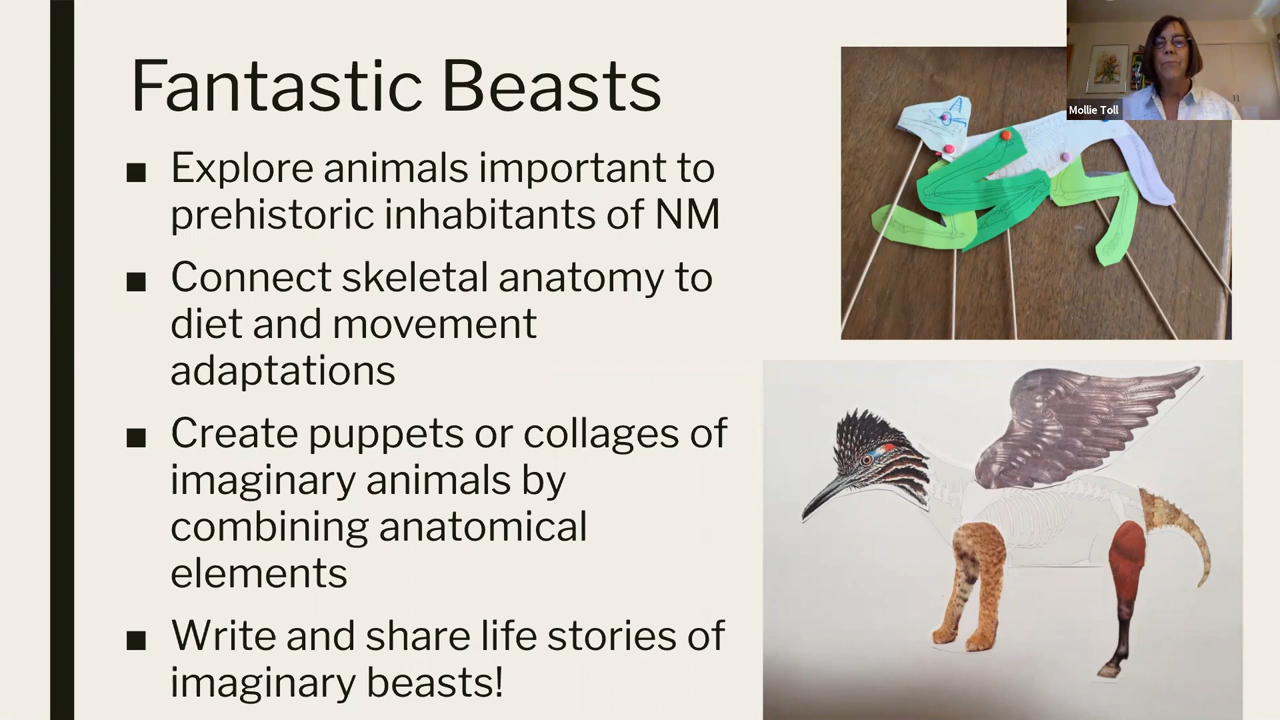 Fantastic Beasts
■ Explore animals important to
prehistoric inhabitants of NM
■ Connect skeletal anatomy to
diet and movement
adaptations
■ Create puppets or collages of
imaginary animals by
combining anatomical
elements
■ Write and share life stories of
imaginary beasts!
Mollie Toll
A